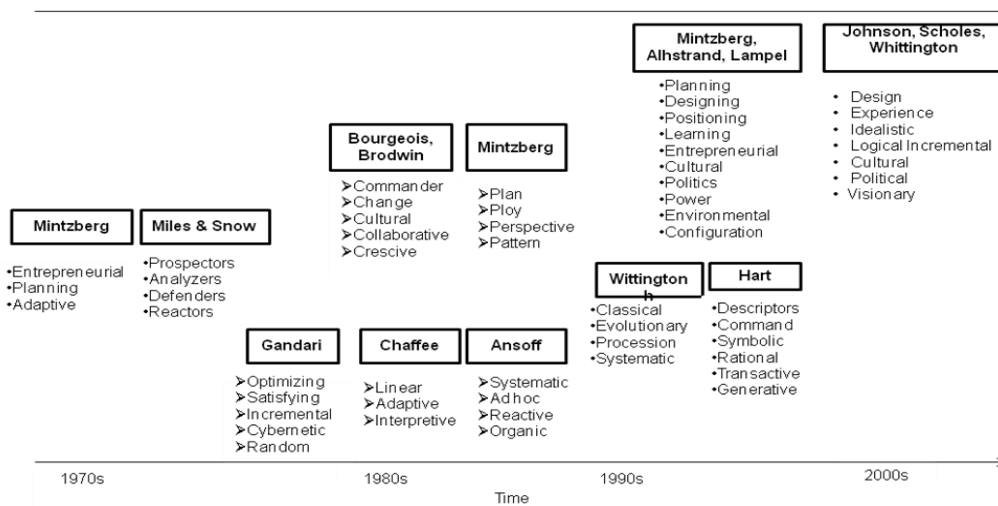 Mintzberg,
Alhstrand, Lampel
•Planning
•Designing
•Positioning
•Learning
•Entrepreneurial
•Cultural
•Politics
•Power
•Environmental
•Configuration
Johnson, Scholes,
Whittington
• Design
• Experience
• Idealistic
• Logical Incremental
• Cultural
• Political
• Visionary
Bourgeois,
Brodwin
➢Commander
➢Change
➢Cultural
➢Collaborative
➢Crescive
Mintzberg
➢Plan
➢Ploy
➢Perspective
➢Pattern
Mintzberg
•Entrepreneurial
•Planning
•Adaptive
Miles & Snow
•Prospectors
•Analyzers
•Defenders
•Reactors
Wittington
h
•Classical
•Evolutionary
•Procession
•Systematic
Hart
•Descriptors
•Command
•Symbolic
•Rational
•Transactive
•Generative
Gandari
➢Optimizing
➢Satisfying
➢Incremental
➢Cybernetic
➢Random
Chaffee
➢Linear
➢Adaptive
➢Interpretive
Ansoff
➢Systematic
➢Ad hoc
➢Reactive
➢Organic
1970s
1980s
1990s
2000s
Time